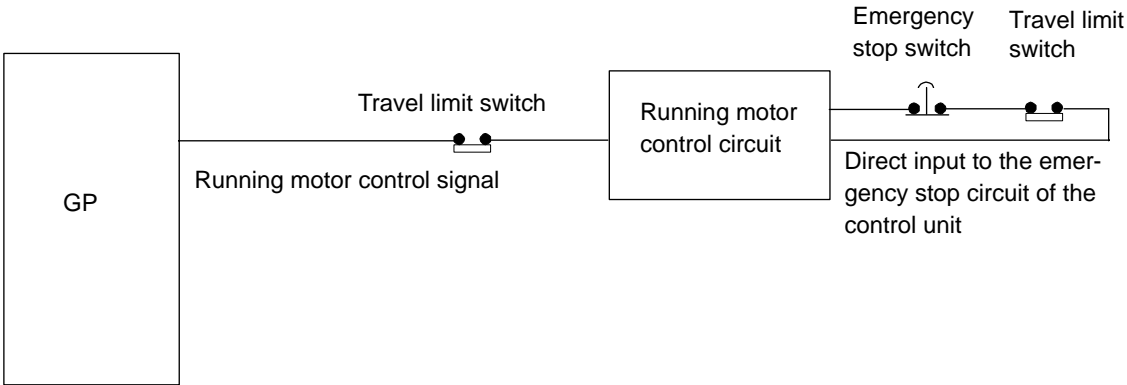 Emergency
stop switch
Travel limit
switch
Travel limit switch
Running motor
control circuit
Running motor control signal
GP
Direct input to the emer-
gency stop circuit of the
control unit